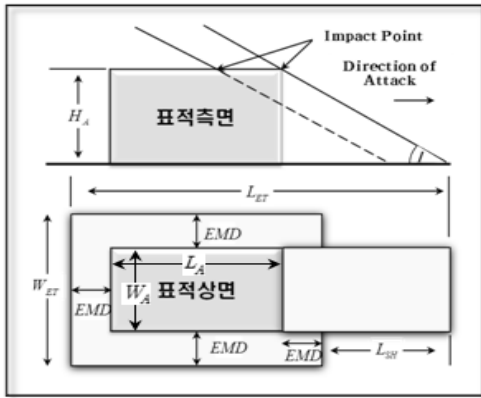 Impact Point
Direction of
Attack
H_A
표적측면
I
L_ET
EMD
L_A
W_ET
W_A
표적상면
EMD
EMD
EMD
L_SH